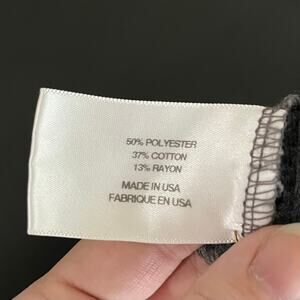 50% POLYESTER
37% COTTON
13% RAYON
MADE IN USA
FABRIQUE EN USA